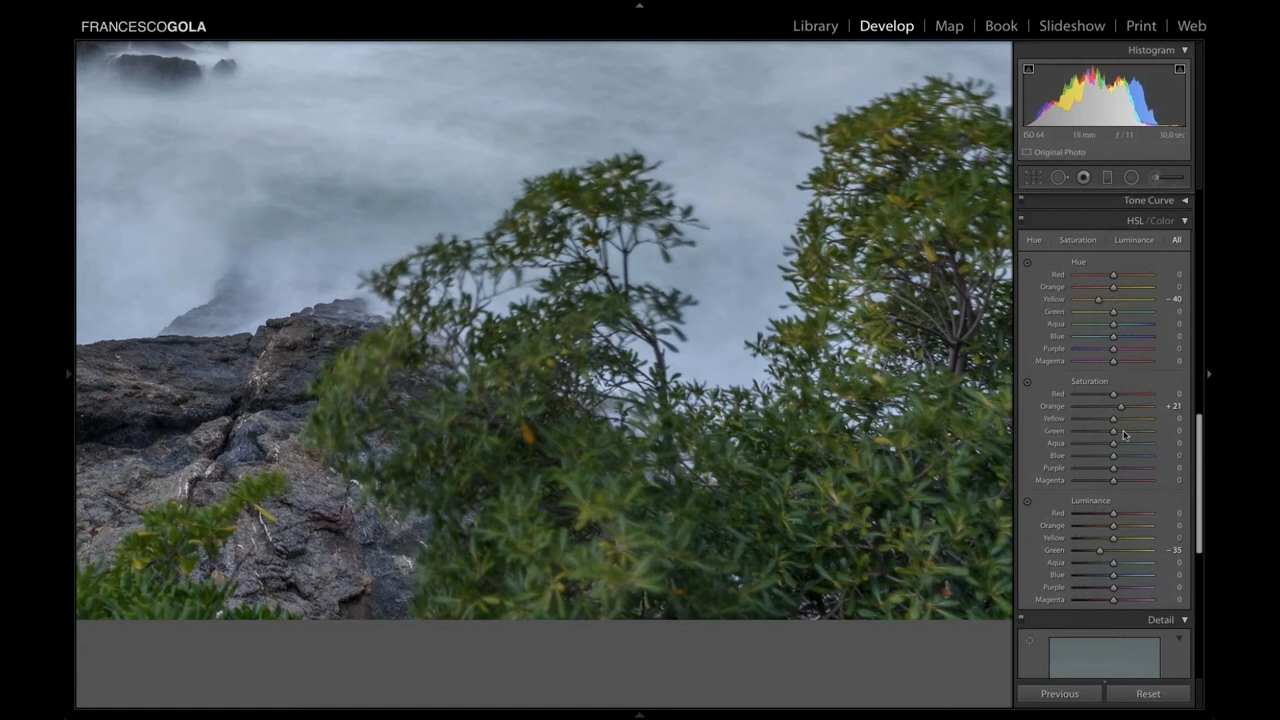 FRANCESCOGOLA
Library | Develop | Map | Book | Slideshow | Print | Web
Histogram
ISO 64 18 mm ƒ / 11 30,0 sec
Original Photo
Tone Curve
HSL / Color
Hue Saturation Luminance All
Hue
Red 0
Orange 0
Yellow - 40
Green 0
Aqua 0
Blue 0
Purple 0
Magenta 0
Saturation
Red 0
Orange + 21
Yellow 0
Green 0
Aqua 0
Blue 0
Purple 0
Magenta 0
Luminance
Red 0
Orange 0
Yellow 0
Green - 35
Aqua 0
Blue 0
Purple 0
Magenta 0
Detail
Previous Reset